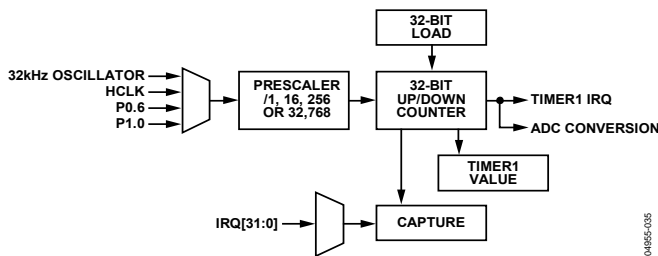 32-BIT
LOAD
32kHz OSCILLATOR
HCLK
P0.6
P1.0
PRESCALER
/1, 16, 256
OR 32,768
32-BIT
UP/DOWN
COUNTER
TIMER1 IRQ
ADC CONVERSION
TIMER1
VALUE
IRQ[31:0]
CAPTURE
04955-035